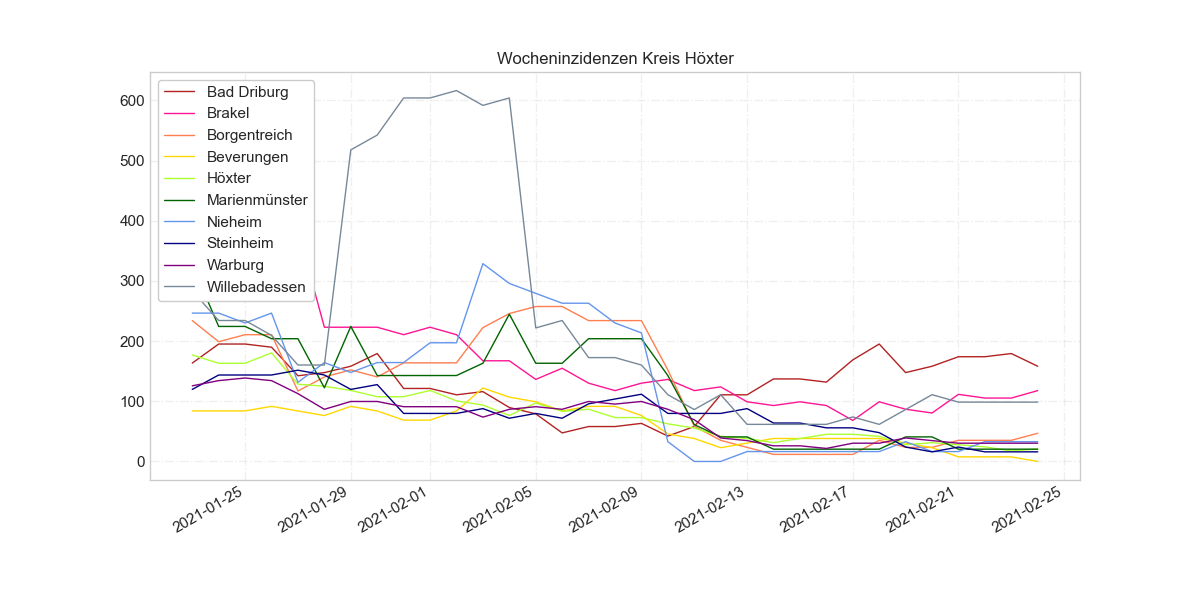 Wocheninzidenzen Kreis Höxter
Bad Driburg
Brakel
Borgentreich
Beverungen
Höxter
Marienmünster
Nieheim
Steinheim
Warburg
Willebadessen
600
500
400
300
200
100
0
2021-01-25
2021-01-29
2021-02-01
2021-02-05
2021-02-09
2021-02-13
2021-02-17
2021-02-21
2021-02-25